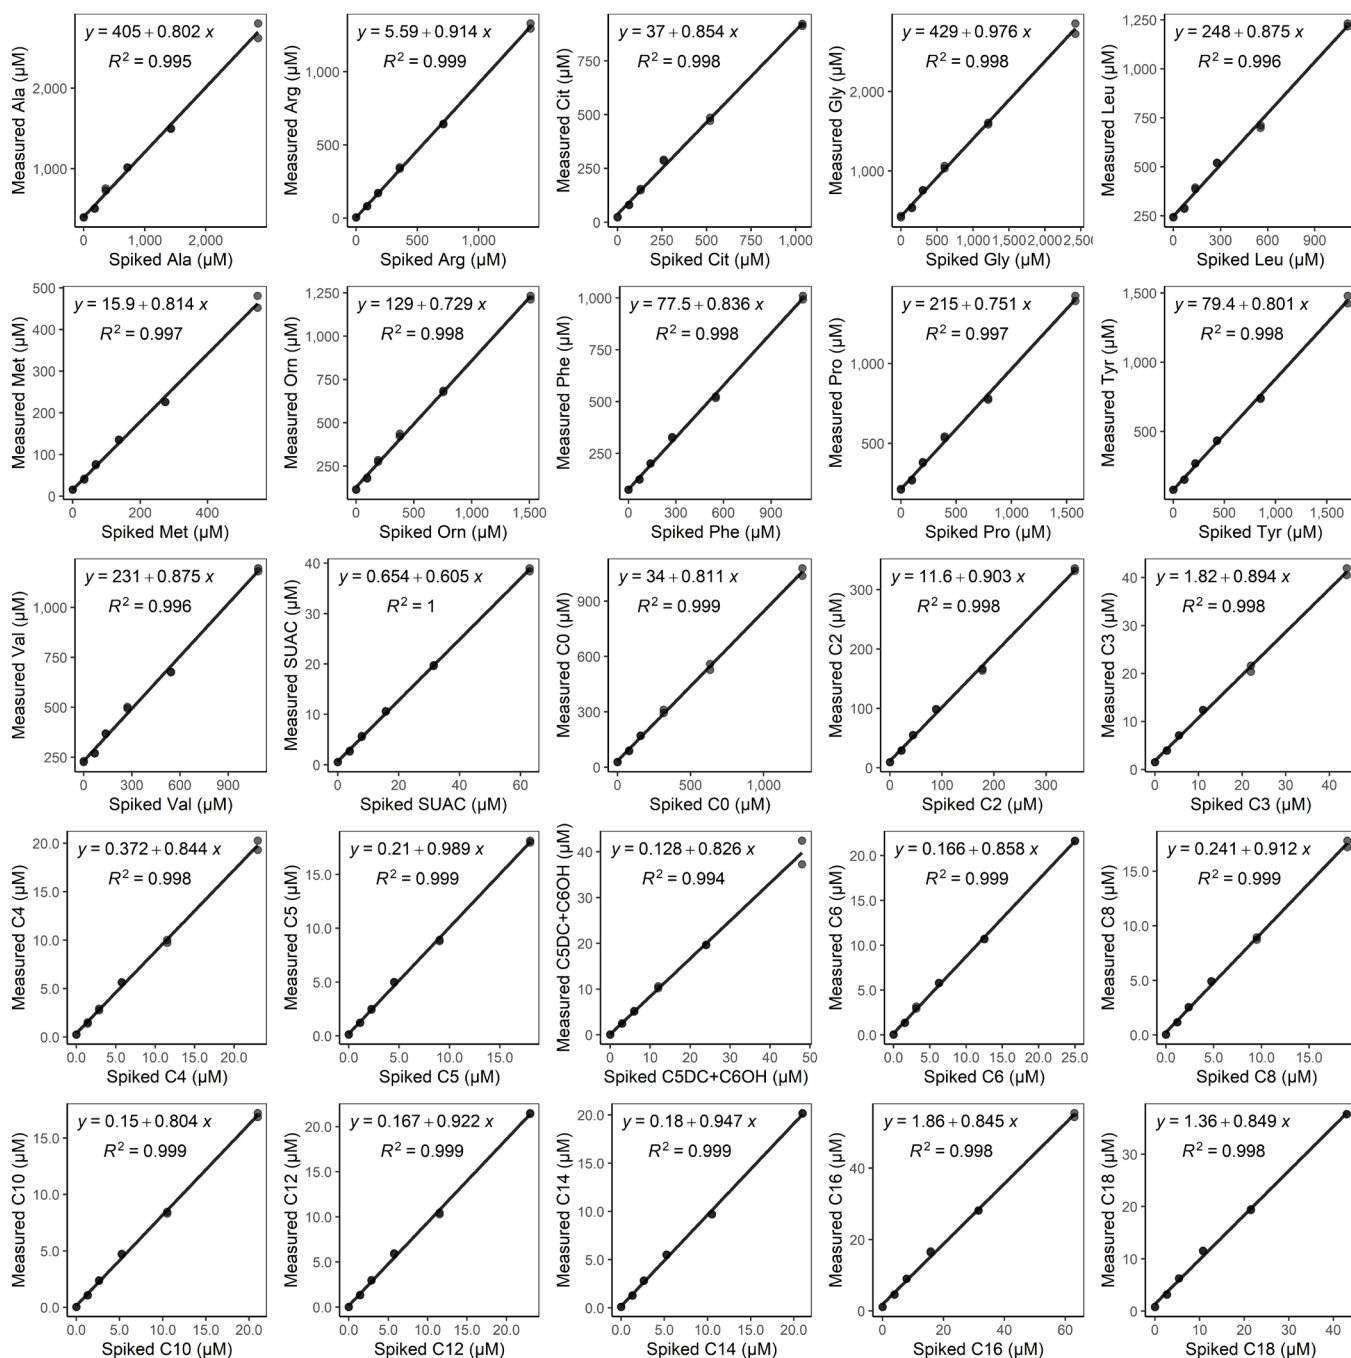 y = 405 + 0.802 x
R² = 0.995
Measured Ala (µM)
2,000
1,000
0
1,000
2,000
Spiked Ala (µM)
y = 5.59 + 0.914 x
R² = 0.999
Measured Arg (µM)
1,000
500
0
0
500
1,000
Spiked Arg (µM)
y = 37 + 0.854 x
R² = 0.998
Measured Cit (µM)
750
500
250
0
0
250
500
750
1,000
Spiked Cit (µM)
y = 429 + 0.976 x
R² = 0.998
Measured Gly (µM)
2,000
1,000
0
500
1,000
1,500
2,000
2,50
Spiked Gly (µM)
y = 248 + 0.875 x
R² = 0.996
Measured Leu (µM)
1,250
1,000
750
500
250
0
300
600
900
Spiked Leu (µM)
y = 15.9 + 0.814 x
R² = 0.997
Measured Met (µM)
500
400
300
200
100
0
0
200
400
Spiked Met (µM)
y = 129 + 0.729 x
R² = 0.998
Measured Orn (µM)
1,250
1,000
750
500
250
0
500
1,000
1,500
Spiked Orn (µM)
y = 77.5 + 0.836 x
R² = 0.998
Measured Phe (µM)
1,000
750
500
250
0
0
300
600
900
Spiked Phe (µM)
y = 215 + 0.751 x
R² = 0.997
Measured Pro (µM)
1,000
500
0
500
1,000
1,500
Spiked Pro (µM)
y = 79.4 + 0.801 x
R² = 0.998
Measured Tyr (µM)
1,500
1,000
500
0
500
1,000
1,500
Spiked Tyr (µM)
y = 231 + 0.875 x
R² = 0.996
Measured Val (µM)
1,000
750
500
250
0
300
600
900
Spiked Val (µM)
y = 0.654 + 0.605 x
R² = 1
Measured SUAC (µM)
40
30
20
10
0
0
20
40
60
Spiked SUAC (µM)
y = 34 + 0.811 x
R² = 0.999
Measured C0 (µM)
900
600
300
0
0
500
1,000
Spiked C0 (µM)
y = 11.6 + 0.903 x
R² = 0.998
Measured C2 (µM)
300
200
100
0
0
100
200
300
Spiked C2 (µM)
y = 1.82 + 0.894 x
R² = 0.998
Measured C3 (µM)
40
30
20
10
0
0
10
20
30
40
Spiked C3 (µM)
y = 0.372 + 0.844 x
R² = 0.998
Measured C4 (µM)
20.0
15.0
10.0
5.0
0.0
0.0
5.0
10.0
15.0
20.0
Spiked C4 (µM)
y = 0.21 + 0.989 x
R² = 0.999
Measured C5 (µM)
15.0
10.0
5.0
0.0
0.0
5.0
10.0
15.0
Spiked C5 (µM)
y = 0.128 + 0.826 x
R² = 0.994
Measured C5DC+C6OH (µM)
40
30
20
10
0
0
10
20
30
40
50
Spiked C5DC+C6OH (µM)
y = 0.166 + 0.858 x
R² = 0.999
Measured C6 (µM)
20.0
15.0
10.0
5.0
0.0
0.0
5.0
10.0
15.0
20.0
25.0
Spiked C6 (µM)
y = 0.241 + 0.912 x
R² = 0.999
Measured C8 (µM)
15.0
10.0
5.0
0.0
0.0
5.0
10.0
15.0
Spiked C8 (µM)
y = 0.15 + 0.804 x
R² = 0.999
Measured C10 (µM)
15.0
10.0
5.0
0.0
0.0
5.0
10.0
15.0
20.0
Spiked C10 (µM)
y = 0.167 + 0.922 x
R² = 0.999
Measured C12 (µM)
20.0
15.0
10.0
5.0
0.0
0.0
5.0
10.0
15.0
20.0
Spiked C12 (µM)
y = 0.18 + 0.947 x
R² = 0.999
Measured C14 (µM)
20.0
15.0
10.0
5.0
0.0
0.0
5.0
10.0
15.0
20.0
Spiked C14 (µM)
y = 1.86 + 0.845 x
R² = 0.998
Measured C16 (µM)
40
20
0
0
20
40
60
Spiked C16 (µM)
y = 1.36 + 0.849 x
R² = 0.998
Measured C18 (µM)
30
20
10
0
0
10
20
30
40
Spiked C18 (µM)